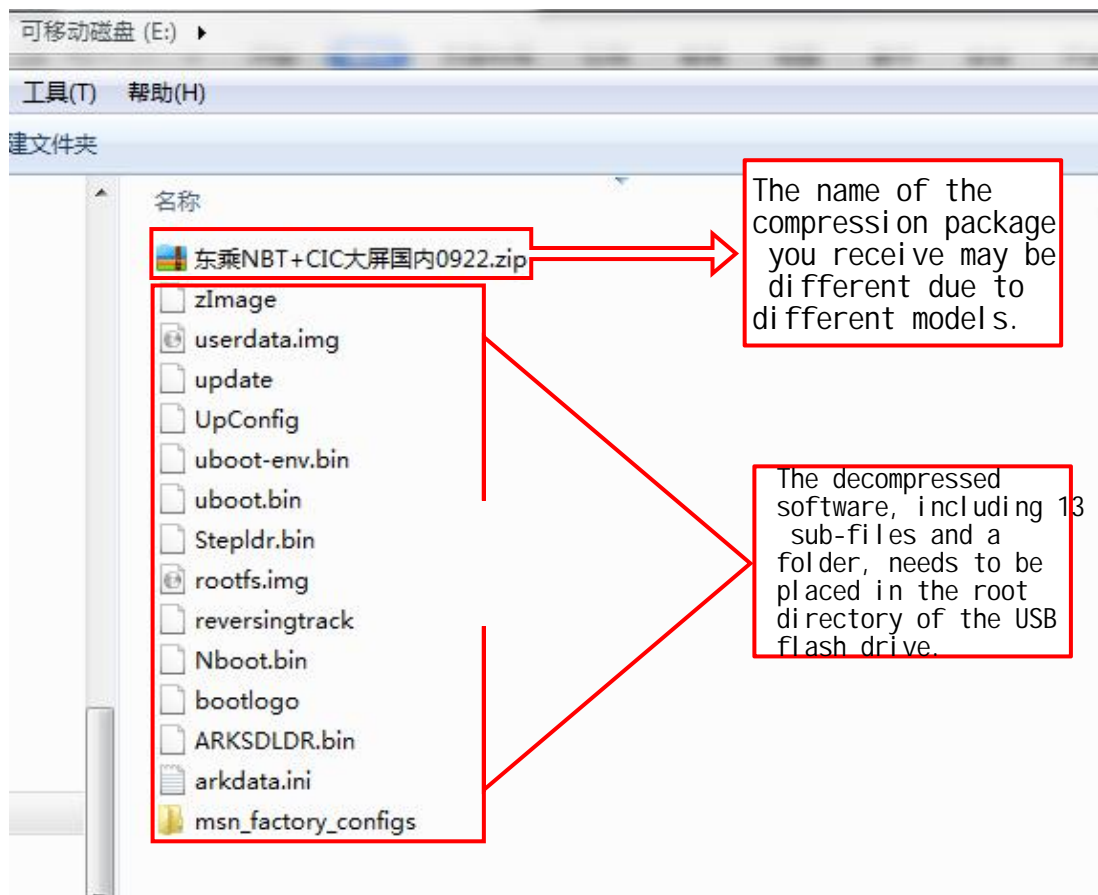 可移动磁盘 (E:)
工具(T) 帮助(H)
建文件夹
名称
东乘NBT+CIC大屏国内0922.zip
zImage
userdata.img
update
UpConfig
uboot-env.bin
uboot.bin
Stepldr.bin
rootfs.img
reversingtrack
Nboot.bin
bootlogo
ARKSDLDR.bin
arkdata.ini
msn_factory_configs
The name of the
compression package
you receive may be
different due to
different models.
The decompressed
software, including 13
sub-files and a
folder, needs to be
placed in the root
directory of the USB
flash drive.